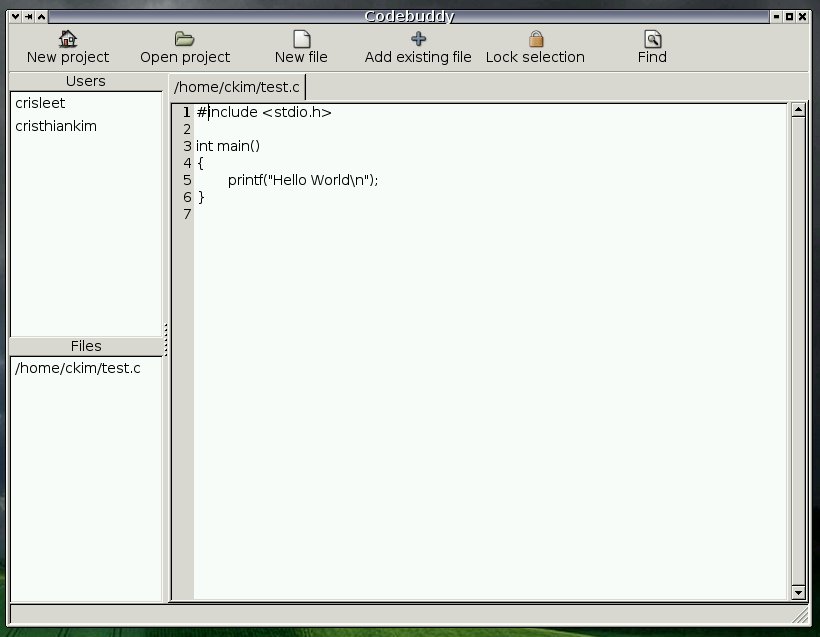 Codebuddy
New project Open project New file Add existing file Lock selection Find
Users
crisleet
cristhiankim
Files
/home/ckim/test.c
/home/ckim/test.c
1 #include <stdio.h>
2
3 int main()
4 {
5 printf("Hello World\n");
6 }
7